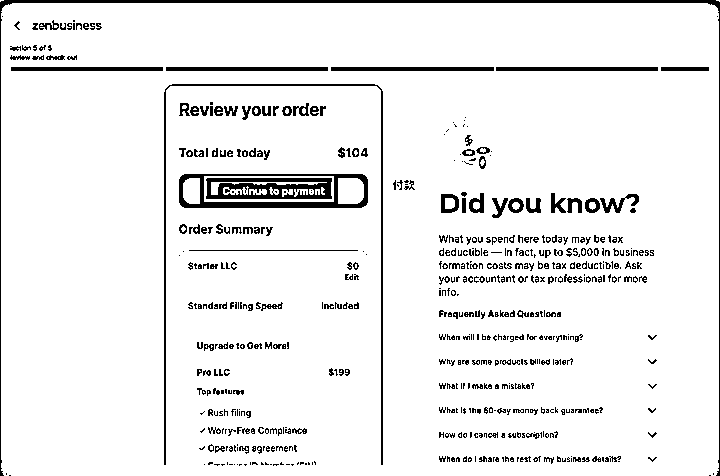 zenbusiness
Section 5 of 5
Review and check out
Review your order
Total due today $104
Continue to payment
付款
Order Summary
Starter LLC $0
Edit
Standard Filing Speed Included
Upgrade to Get More!
Pro LLC $199
Top features
✓ Rush filing
✓ Worry-Free Compliance
✓ Operating agreement
Did you know?
What you spend here today may be tax
deductible — In fact, up to $5,000 in business
formation costs may be tax deductible. Ask
your accountant or tax professional for more
info.
Frequently Asked Questions
When will I be charged for everything?
Why are some products billed later?
What if I make a mistake?
What is the 60-day money back guarantee?
How do I cancel a subscription?
When do I share the rest of my business details?